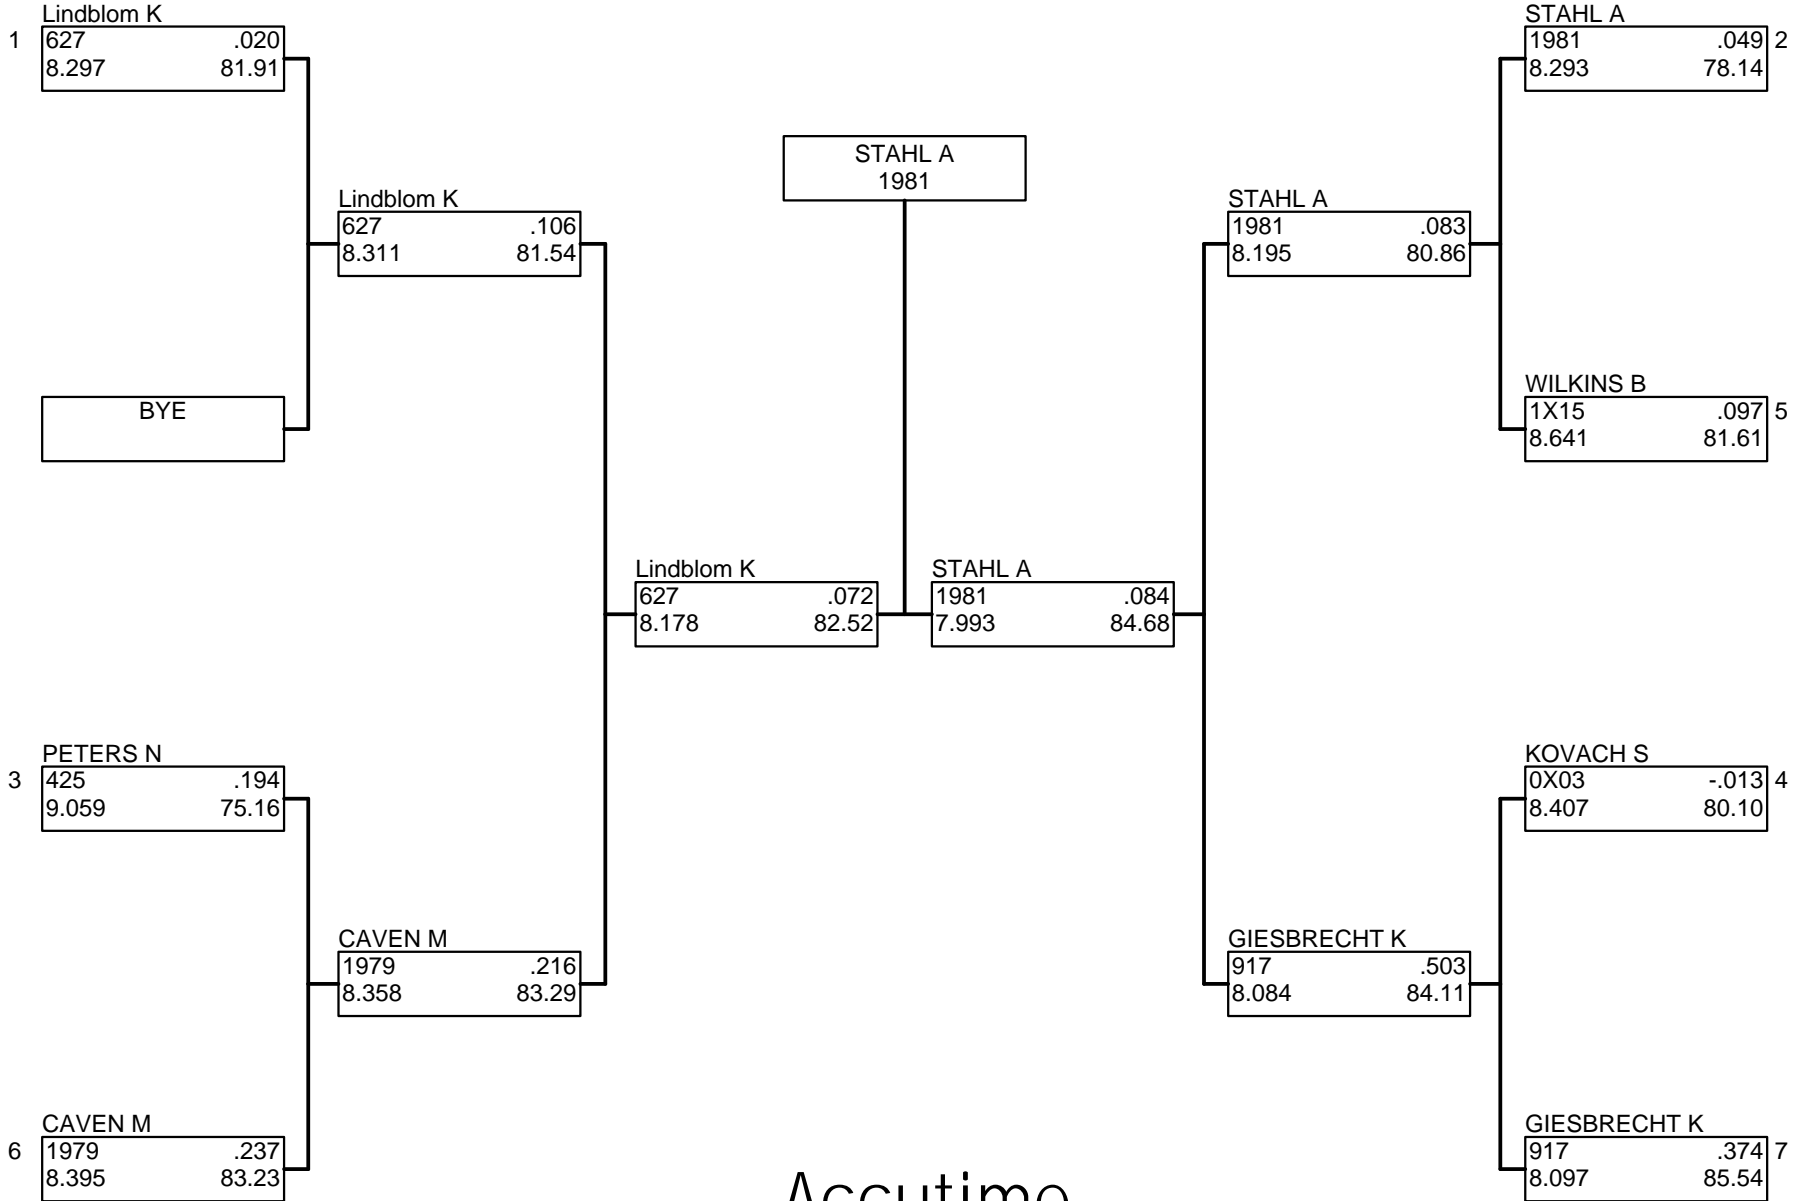 Lindblom K
1 627 .020
8.297 81.91
BYE
PETERS N
3 425 .194
9.059 75.16
CAVEN M
6 1979 .237
8.395 83.23
Lindblom K
627 .106
8.311 81.54
CAVEN M
1979 .216
8.358 83.29
Lindblom K
627 .072
8.178 82.52
STAHL A
1981
STAHL A
1981 .084
7.993 84.68
STAHL A
1981 .083
8.195 80.86
GIESBRECHT K
917 .503
8.084 84.11
STAHL A
1981 .049 2
8.293 78.14
WILKINS B
1X15 .097 5
8.641 81.61
KOVACH S
0X03 -.013 4
8.407 80.10
GIESBRECHT K
917 .374 7
8.097 85.54
Accutime